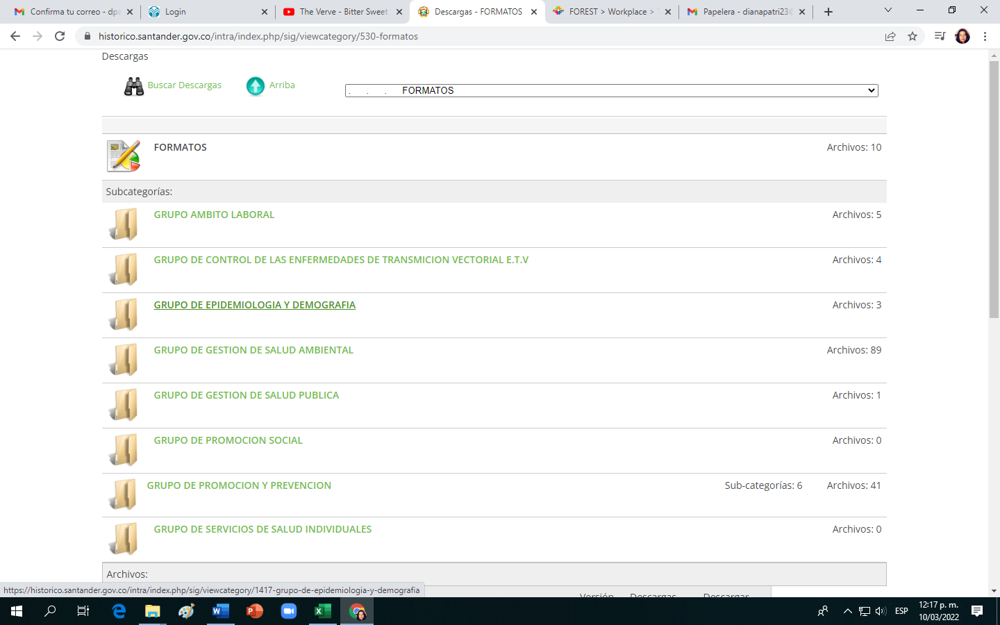 Confirma tu correo - dpa
Login
The Verve - Bitter Sweet
Descargas - FORMATOS
FOREST > Workplace >
Papelera - dianapatri23
historico.santander.gov.co/intra/index.php/sig/viewcategory/530-formatos
Descargas
Buscar Descargas
Arriba
. . . FORMATOS
FORMATOS Archivos: 10
Subcategorías:
GRUPO AMBITO LABORAL Archivos: 5
GRUPO DE CONTROL DE LAS ENFERMEDADES DE TRANSMICION VECTORIAL E.T.V Archivos: 4
GRUPO DE EPIDEMIOLOGIA Y DEMOGRAFIA Archivos: 3
GRUPO DE GESTION DE SALUD AMBIENTAL Archivos: 89
GRUPO DE GESTION DE SALUD PUBLICA Archivos: 1
GRUPO DE PROMOCION SOCIAL Archivos: 0
GRUPO DE PROMOCION Y PREVENCION Sub-categorías: 6 Archivos: 41
GRUPO DE SERVICIOS DE SALUD INDIVIDUALES Archivos: 0
Archivos:
Versión Descargas Descargar
https://historico.santander.gov.co/intra/index.php/sig/viewcategory/1417-grupo-de-epidemiologia-y-demografia
ESP
12:17 p. m.
10/03/2022